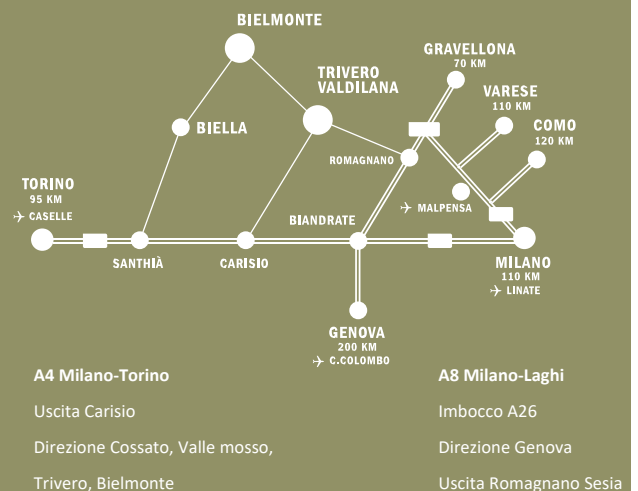 BIELMONTE
GRAVELLONA
70 KM
TRIVERO
VALDILANA
VARESE
110 KM
COMO
120 KM
BIELLA
ROMAGNANO
TORINO
95 KM
CASELLE
MALPENSA
BIANDRATE
SANTHIÀ
CARISIO
MILANO
110 KM
LINATE
GENOVA
200 KM
C.COLOMBO
A4 Milano-Torino
Uscita Carisio
Direzione Cossato, Valle mosso,
Trivero, Bielmonte
A8 Milano-Laghi
Imbocco A26
Direzione Genova
Uscita Romagnano Sesia